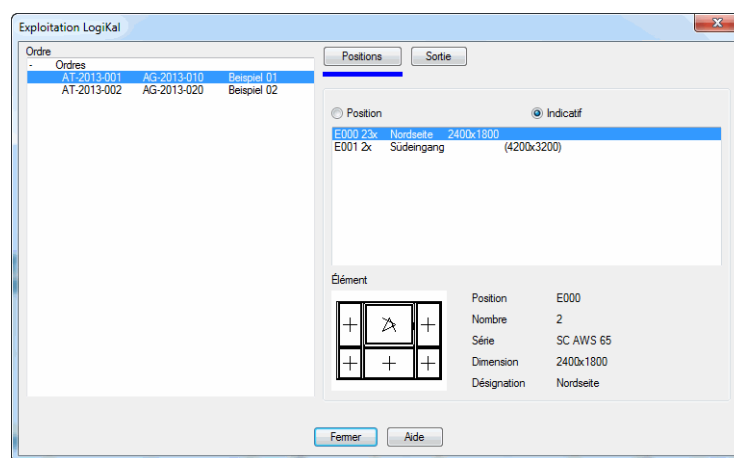 Exploitation LogiKal
Ordre
- Ordres
AT-2013-001 AG-2013-010 Beispiel 01
AT-2013-002 AG-2013-020 Beispiel 02
Positions Sortie
Position Indicatif
E000 23x Nordseite 2400x1800
E001 2x Südeingang (4200x3200)
Élément
Position E000
Nombre 2
Série SC AWS 65
Dimension 2400x1800
Désignation Nordseite
Fermer Aide